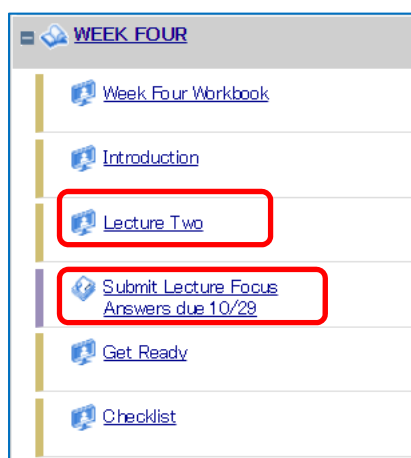 WEEK FOUR
Week Four Workbook
Introduction
Lecture Two
Submit Lecture Focus
Answers due 10/29
Get Ready
Checklist